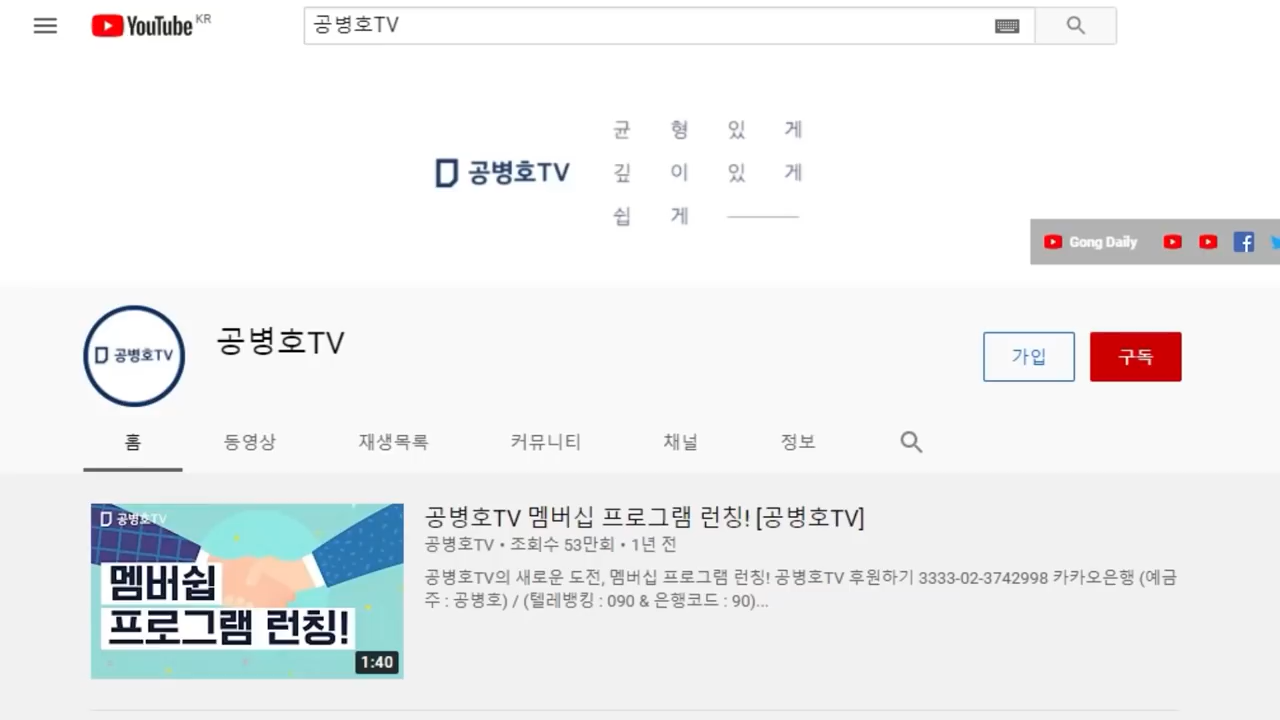 YouTube KR
공병호TV
균 형 있 게
공병호TV
깊 이 있 게
쉽 게
Gong Daily
공병호TV
공병호TV
가입
구독
홈
동영상
재생목록
커뮤니티
채널
정보
공병호TV
멤버쉽
프로그램 런칭!
1:40
공병호TV 멤버십 프로그램 런칭! [공병호TV]
공병호TV • 조회수 53만회 • 1년 전
공병호TV의 새로운 도전, 멤버십 프로그램 런칭! 공병호TV 후원하기 3333-02-3742998 카카오은행 (예금
주 : 공병호) / (텔레뱅킹 : 090 & 은행코드 : 90)...